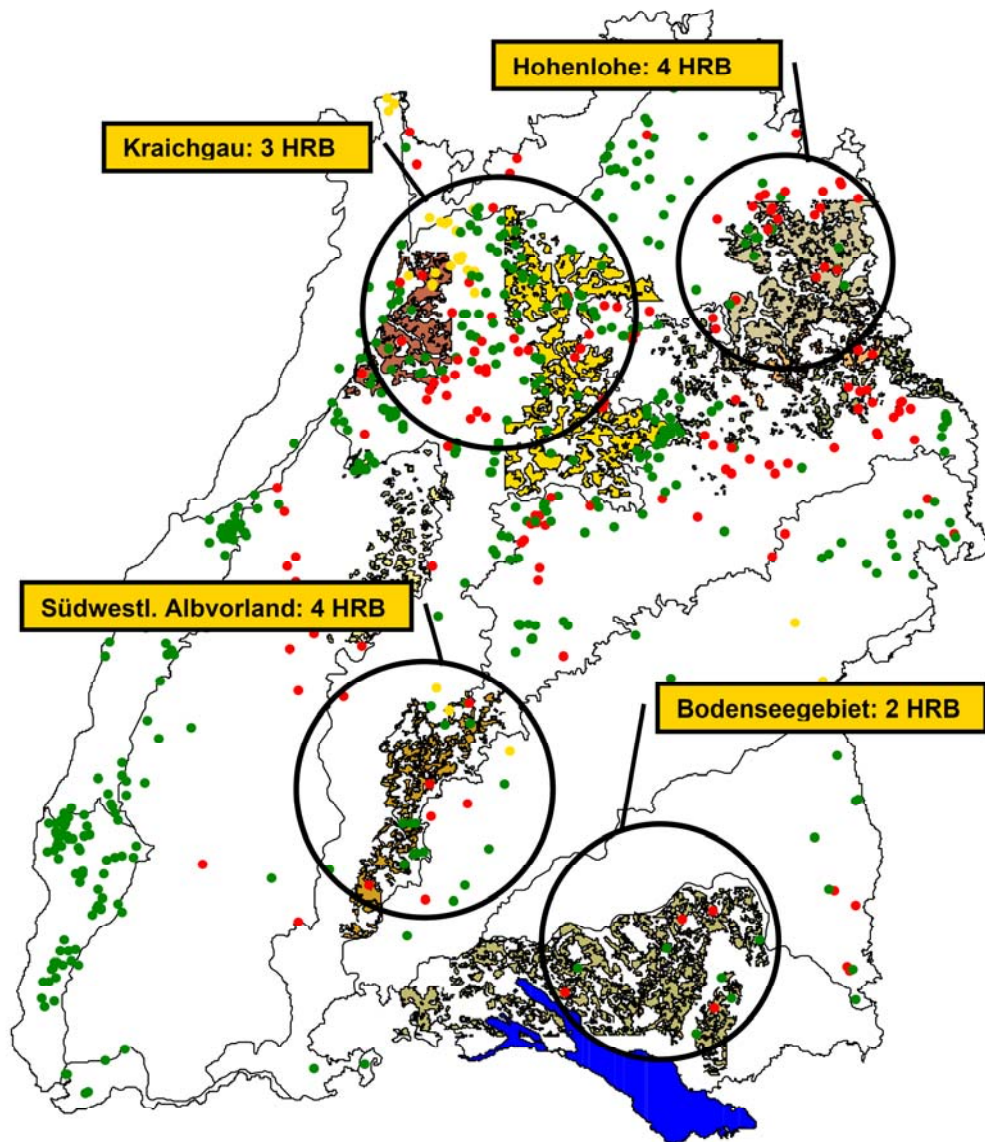 Hohenlohe: 4 HRB
Kraichgau: 3 HRB
Südwestl. Albvorland: 4 HRB
Bodenseegebiet: 2 HRB